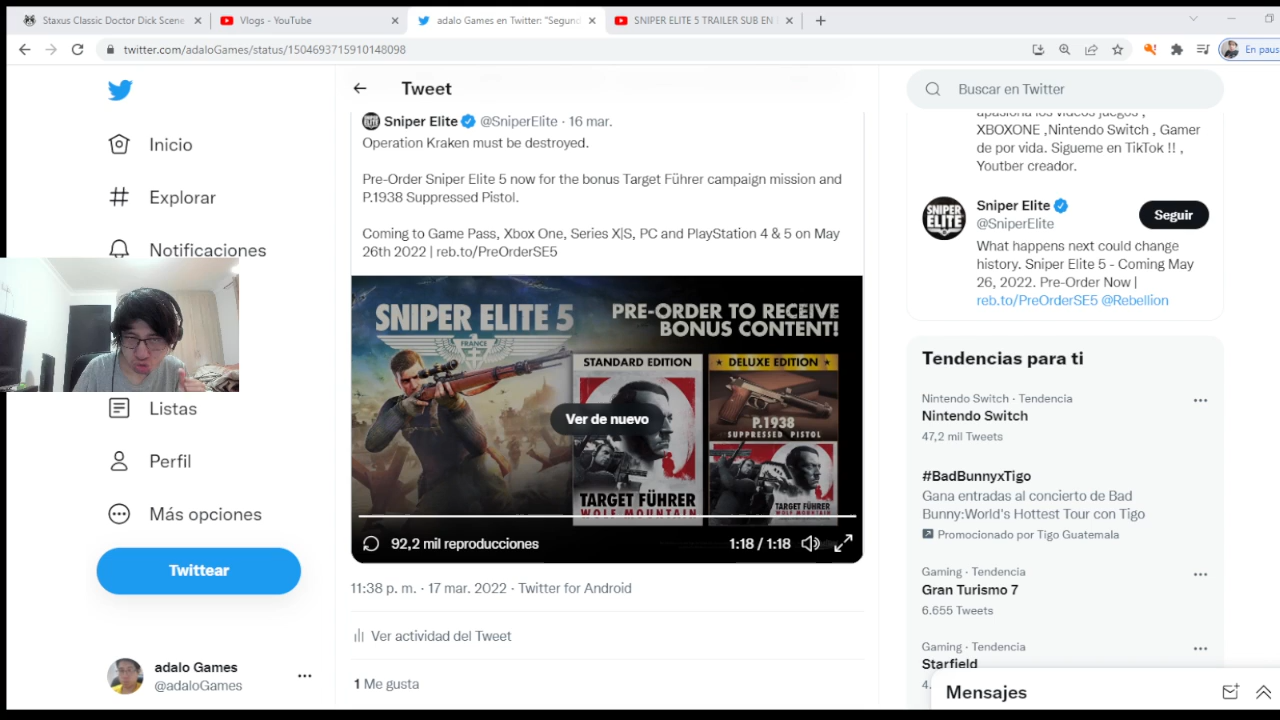 Staxus Classic Doctor Dick Scene
Vlogs - YouTube
adalo Games en Twitter: "Segund
SNIPER ELITE 5 TRAILER SUB EN
twitter.com/adaloGames/status/1504693715910148098
En paus
Inicio
Explorar
Notificaciones
Listas
Perfil
Más opciones
Twittear
adalo Games
@adaloGames
Tweet
Sniper Elite @SniperElite · 16 mar.
Operation Kraken must be destroyed.
Pre-Order Sniper Elite 5 now for the bonus Target Führer campaign mission and
P.1938 Suppressed Pistol.
Coming to Game Pass, Xbox One, Series X|S, PC and PlayStation 4 & 5 on May
26th 2022 | reb.to/PreOrderSE5
SNIPER ELITE 5
FRANCE
PRE-ORDER TO RECEIVE
BONUS CONTENT!
STANDARD EDITION
DELUXE EDITION
P.1938
SUPPRESSED PISTOL
Ver de nuevo
TARGET FÜHRER
WOLF MOUNTAIN
TARGET FÜHRER
WOLF MOUNTAIN
92,2 mil reproducciones
1:18 / 1:18
11:38 p. m. · 17 mar. 2022 · Twitter for Android
Ver actividad del Tweet
1 Me gusta
Buscar en Twitter
apasiona los videos juegos ,
XBOXONE ,Nintendo Switch , Gamer
de por vida. Sigueme en TikTok !! ,
Youtber creador.
SNIPER ELITE
Sniper Elite
@SniperElite
Seguir
What happens next could change
history. Sniper Elite 5 - Coming May
26, 2022. Pre-Order Now |
reb.to/PreOrderSE5 @Rebellion
Tendencias para ti
Nintendo Switch · Tendencia
Nintendo Switch
47,2 mil Tweets
#BadBunnyxTigo
Gana entradas al concierto de Bad
Bunny:World's Hottest Tour con Tigo
Promocionado por Tigo Guatemala
Gaming · Tendencia
Gran Turismo 7
6.655 Tweets
Gaming · Tendencia
Starfield
4.
Mensajes